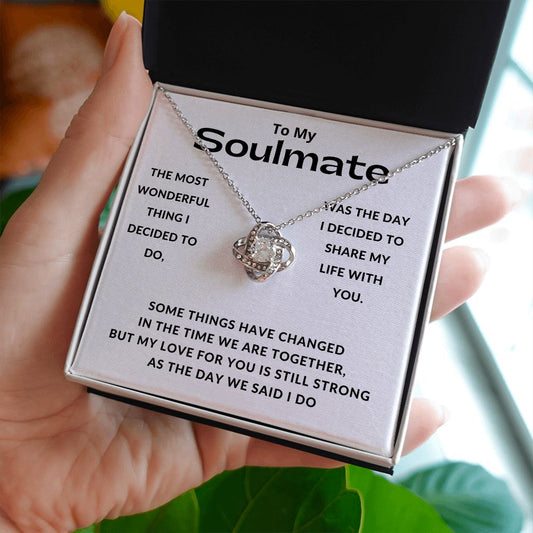 To My
Soulmate
THE MOST
WONDERFUL
THING I
DECIDED TO
DO,
WAS THE DAY
I DECIDED TO
SHARE MY
LIFE WITH
YOU.
SOME THINGS HAVE CHANGED
IN THE TIME WE ARE TOGETHER,
BUT MY LOVE FOR YOU IS STILL STRONG
AS THE DAY WE SAID I DO